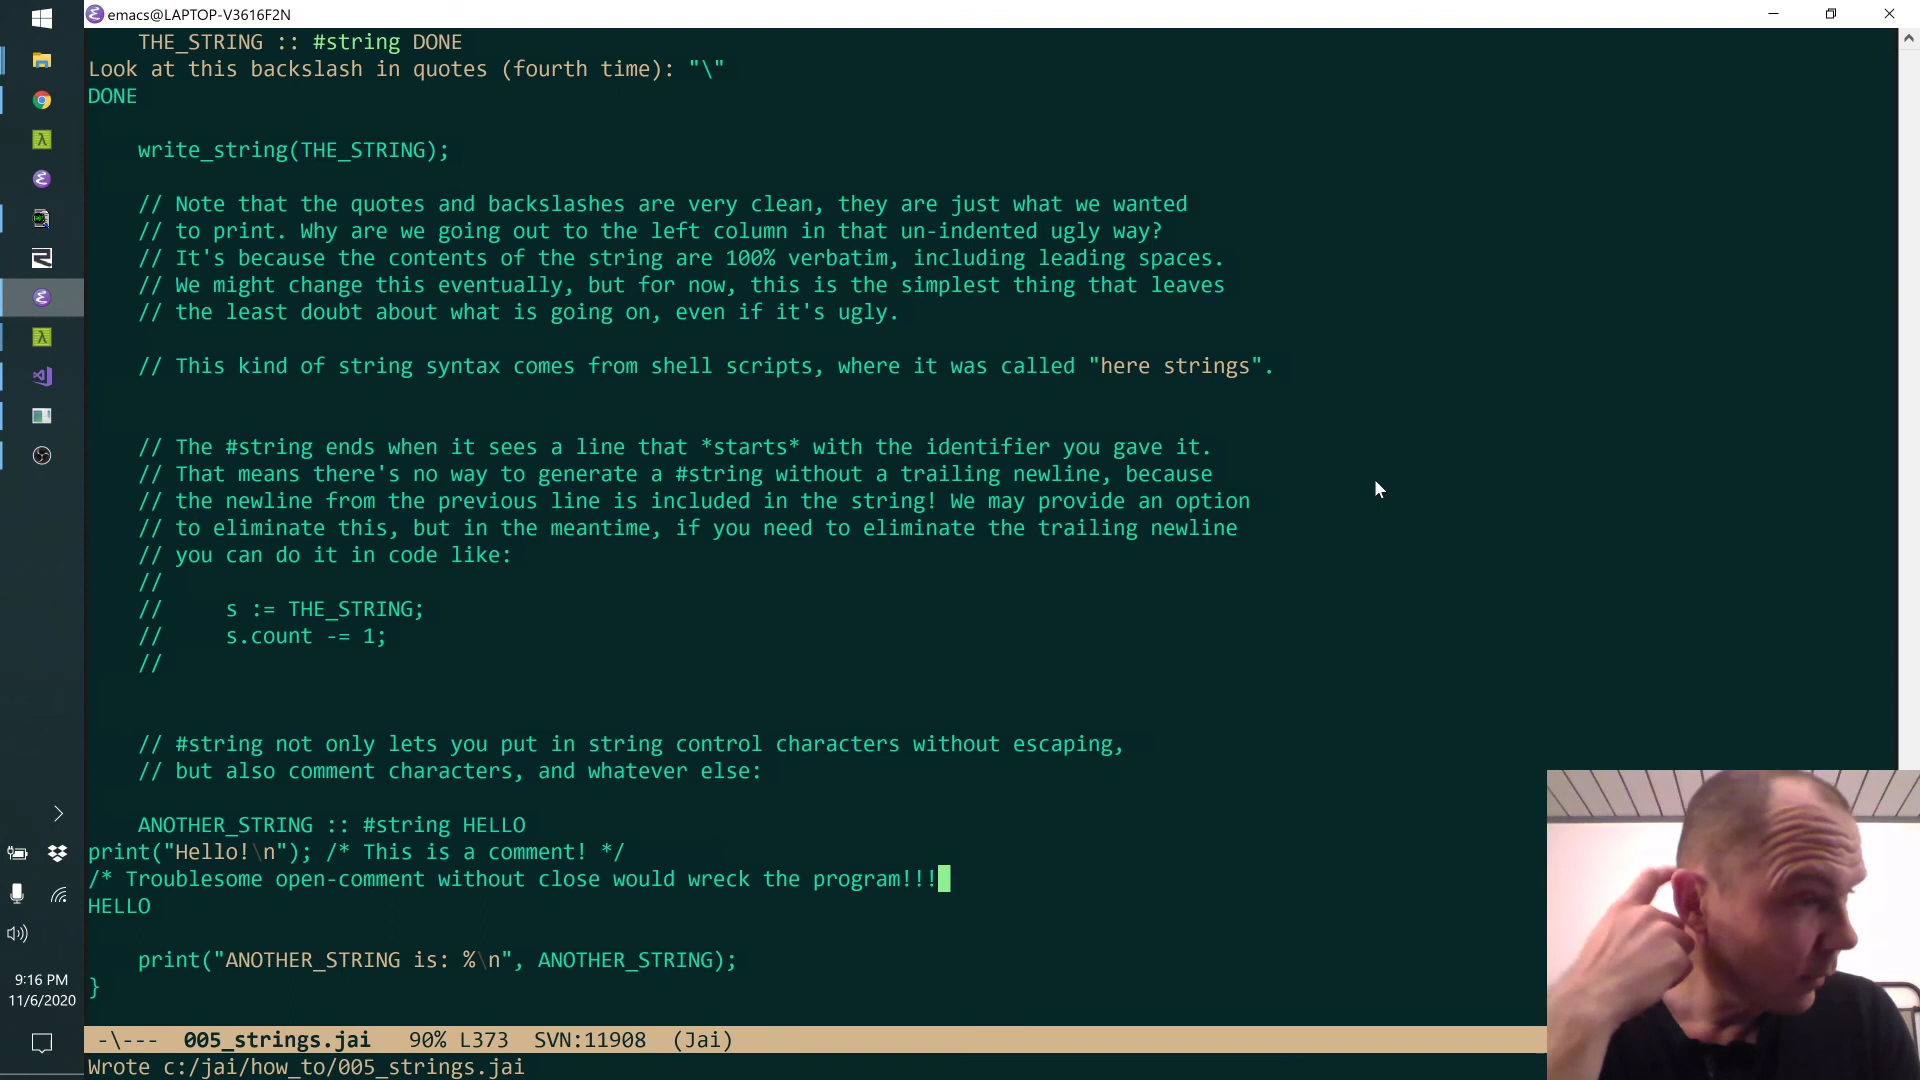 emacs@LAPTOP-V3616F2N
THE_STRING :: #string DONE
Look at this backslash in quotes (fourth time): "\"
DONE
write_string(THE_STRING);
// Note that the quotes and backslashes are very clean, they are just what we wanted
// to print. Why are we going out to the left column in that un-indented ugly way?
// It's because the contents of the string are 100% verbatim, including leading spaces.
// We might change this eventually, but for now, this is the simplest thing that leaves
// the least doubt about what is going on, even if it's ugly.
// This kind of string syntax comes from shell scripts, where it was called "here strings".
// The #string ends when it sees a line that *starts* with the identifier you gave it.
// That means there's no way to generate a #string without a trailing newline, because
// the newline from the previous line is included in the string! We may provide an option
// to eliminate this, but in the meantime, if you need to eliminate the trailing newline
// you can do it in code like:
//
// s := THE_STRING;
// s.count -= 1;
//
// #string not only lets you put in string control characters without escaping,
// but also comment characters, and whatever else:
ANOTHER_STRING :: #string HELLO
print("Hello!\n"); /* This is a comment! */
/* Troublesome open-comment without close would wreck the program!!!
HELLO
print("ANOTHER_STRING is: %\n", ANOTHER_STRING);
}
-\--- 005_strings.jai 90% L373 SVN:11908 (Jai)
Wrote c:/jai/how_to/005_strings.jai
9:16 PM
11/6/2020